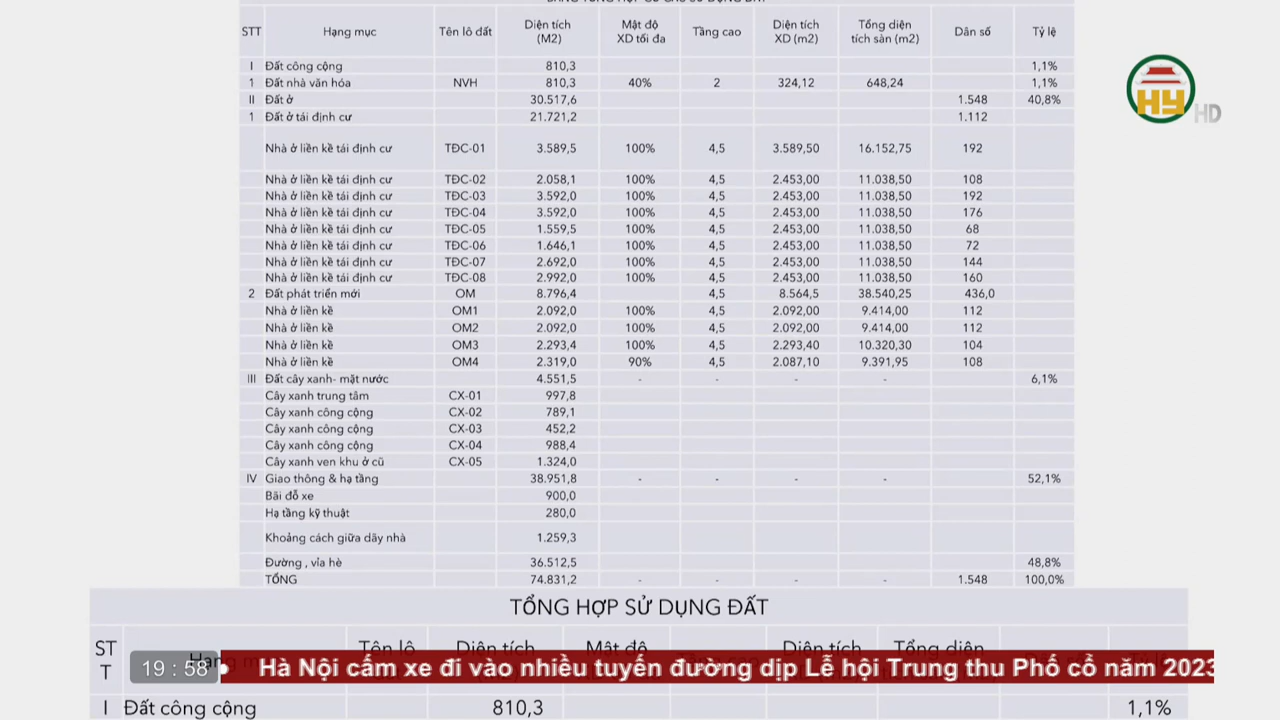 BẢNG TỔNG HỢP CƠ CẤU SỬ DỤNG ĐẤT
STT Hạng mục Tên lô đất Diện tích (M2) Mật độ XD tối đa Tầng cao Diện tích XD (m2) Tổng diện tích sàn (m2) Dân số Tỷ lệ
I Đất công cộng 810,3 1,1%
1 Đất nhà văn hóa NVH 810,3 40% 2 324,12 648,24 1,1%
II Đất ở 30.517,6 1.548 40,8%
1 Đất ở tái định cư 21.721,2 1.112
Nhà ở liền kề tái định cư TĐC-01 3.589,5 100% 4,5 3.589,50 16.152,75 192
Nhà ở liền kề tái định cư TĐC-02 2.058,1 100% 4,5 2.453,00 11.038,50 108
Nhà ở liền kề tái định cư TĐC-03 3.592,0 100% 4,5 2.453,00 11.038,50 192
Nhà ở liền kề tái định cư TĐC-04 3.592,0 100% 4,5 2.453,00 11.038,50 176
Nhà ở liền kề tái định cư TĐC-05 1.559,5 100% 4,5 2.453,00 11.038,50 68
Nhà ở liền kề tái định cư TĐC-06 1.646,1 100% 4,5 2.453,00 11.038,50 72
Nhà ở liền kề tái định cư TĐC-07 2.692,0 100% 4,5 2.453,00 11.038,50 144
Nhà ở liền kề tái định cư TĐC-08 2.992,0 100% 4,5 2.453,00 11.038,50 160
2 Đất phát triển mới OM 8.796,4 4,5 8.564,5 38.540,25 436,0
Nhà ở liền kề OM1 2.092,0 100% 4,5 2.092,00 9.414,00 112
Nhà ở liền kề OM2 2.092,0 100% 4,5 2.092,00 9.414,00 112
Nhà ở liền kề OM3 2.293,4 100% 4,5 2.293,40 10.320,30 104
Nhà ở liền kề OM4 2.319,0 90% 4,5 2.087,10 9.391,95 108
III Đất cây xanh- mặt nước 4.551,5 - - - - 6,1%
Cây xanh trung tâm CX-01 997,8
Cây xanh công cộng CX-02 789,1
Cây xanh công cộng CX-03 452,2
Cây xanh công cộng CX-04 988,4
Cây xanh ven khu ở cũ CX-05 1.324,0
IV Giao thông & hạ tầng 38.951,8 - - - - 52,1%
Bãi đỗ xe 900,0
Hạ tầng kỹ thuật 280,0
Khoảng cách giữa dãy nhà 1.259,3
Đường , vỉa hè 36.512,5 48,8%
TỔNG 74.831,2 - - - - 1.548 100,0%
HY HD
TỔNG HỢP SỬ DỤNG ĐẤT
STT Tên lô Diện tích Mật độ Diện tích Tổng diện
19 : 58 Hà Nội cấm xe đi vào nhiều tuyến đường dịp Lễ hội Trung thu Phố cổ năm 2023
I Đất công cộng 810,3 1,1%